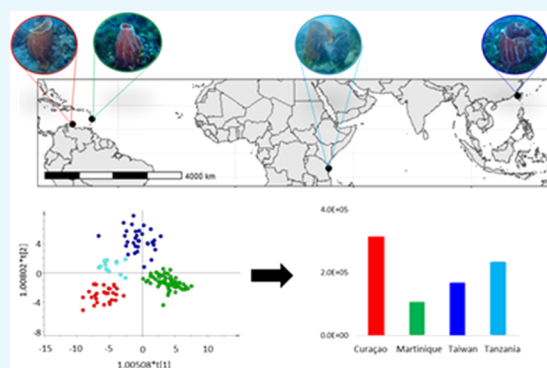 4000 km
4
0
-4
-8
-15
-10
-5
0
5
10
1.00802*t[2]
1.00508*t[1]
4.0E+05
2.0E+05
0.0E+00
Curaçao
Martinique
Taiwan
Tanzania